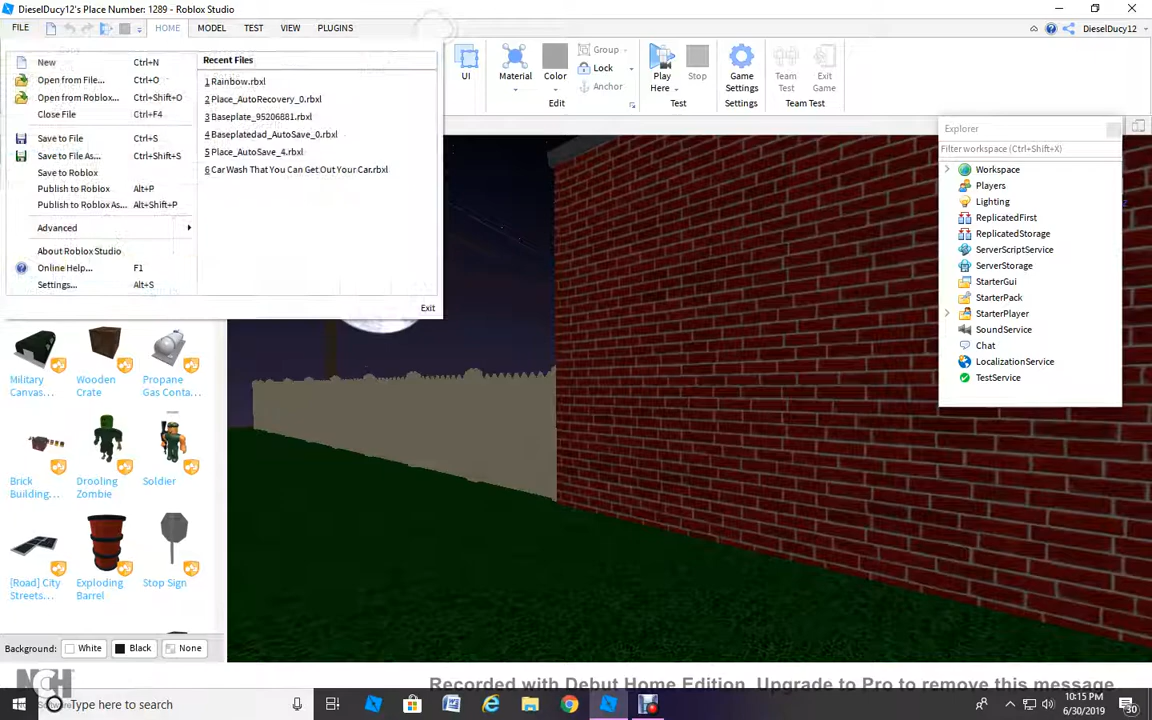 DieselDucy12's Place Number: 1289 - Roblox Studio
FILE HOME MODEL TEST VIEW PLUGINS DieselDucy12
New Ctrl+N
Open from File... Ctrl+O
Open from Roblox... Ctrl+Shift+O
Close File Ctrl+F4
Save to File Ctrl+S
Save to File As... Ctrl+Shift+S
Save to Roblox
Publish to Roblox Alt+P
Publish to Roblox As... Alt+Shift+P
Advanced
About Roblox Studio
Online Help... F1
Settings... Alt+S
Exit
Recent Files
1 Rainbow.rbxl
2 Place_AutoRecovery_0.rbxl
3 Baseplate_95206881.rbxl
4 Baseplatedad_AutoSave_0.rbxl
5 Place_AutoSave_4.rbxl
6 Car Wash That You Can Get Out Your Car.rbxl
UI
Material
Color
Group
Lock
Anchor
Edit
Play
Here
Stop
Test
Game
Settings
Settings
Team
Test
Exit
Game
Team Test
Explorer
Filter workspace (Ctrl+Shift+X)
Workspace
Players
Lighting
ReplicatedFirst
ReplicatedStorage
ServerScriptService
ServerStorage
StarterGui
StarterPack
StarterPlayer
SoundService
Chat
LocalizationService
TestService
Military
Canvas...
Wooden
Crate
Propane
Gas Conta...
Brick
Building...
Drooling
Zombie
Soldier
[Road] City
Streets...
Exploding
Barrel
Stop Sign
Background: White Black None
NCH
Recorded with Debut Home Edition. Upgrade to Pro to remove this message
Type here to search
10:15 PM
6/30/2019
30